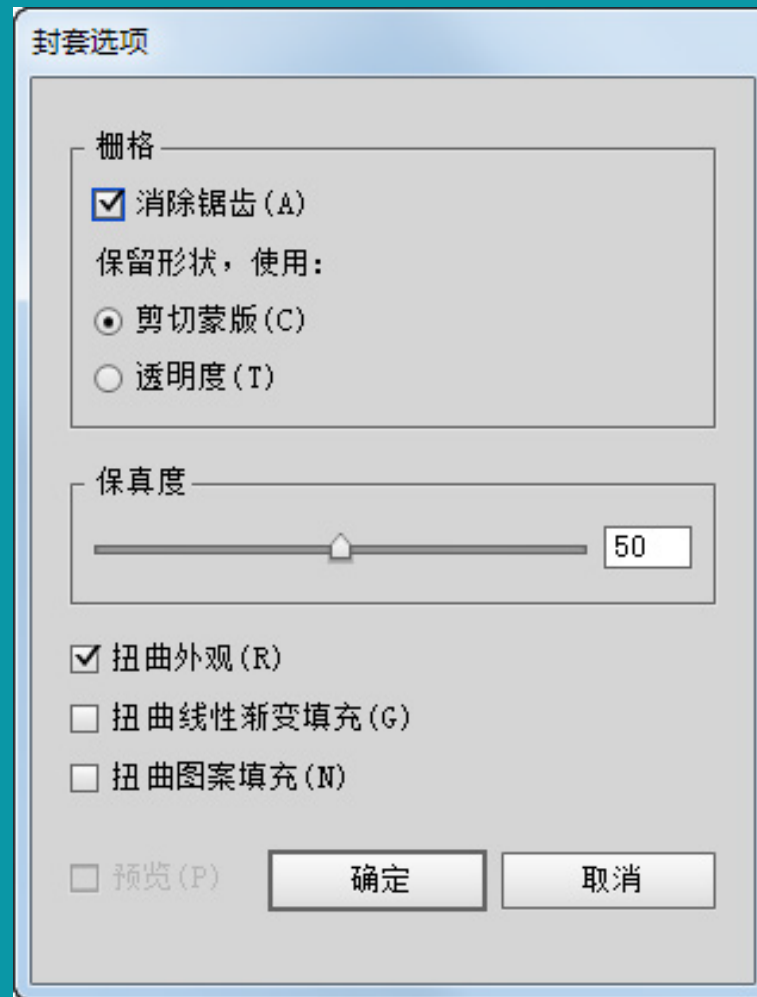 封套选项
栅格
消除锯齿(A)
保留形状，使用：
剪切蒙版(C)
透明度(T)
保真度
50
扭曲外观(R)
扭曲线性渐变填充(G)
扭曲图案填充(N)
预览(P) 确定 取消